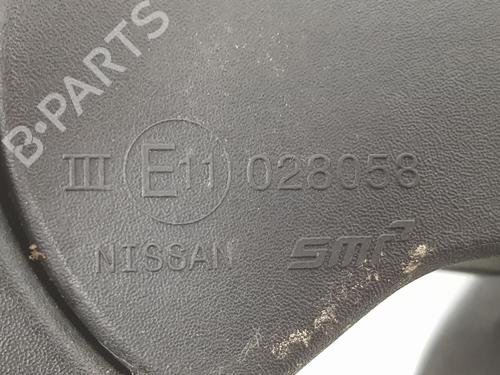 B-PARTS
III E11 028058
NISSAN SMR